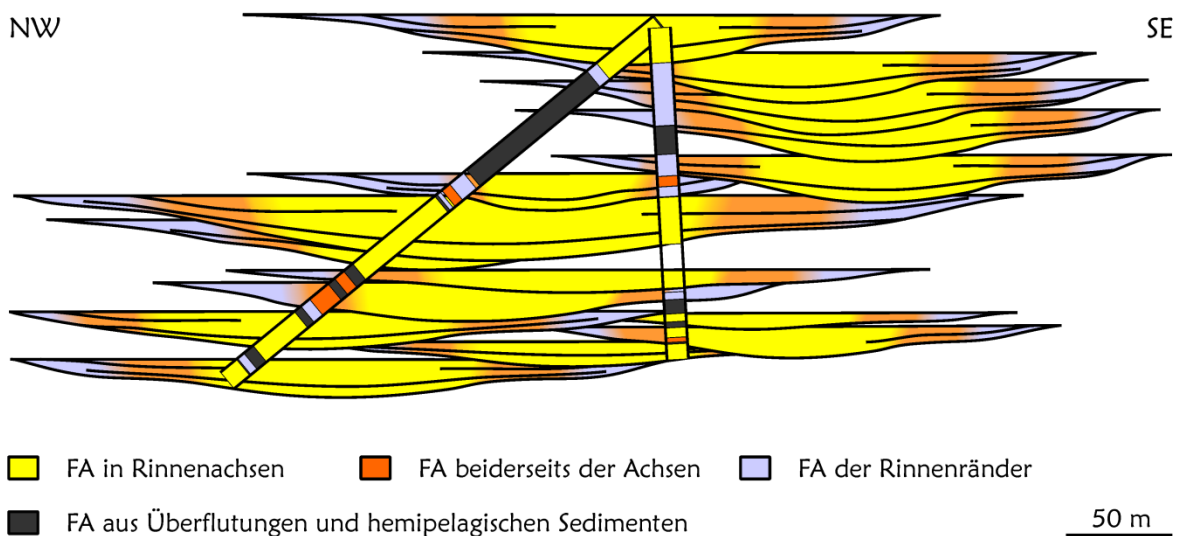 NW SE
FA in Rinnenachsen FA beiderseits der Achsen FA der Rinnenränder
FA aus Überflutungen und hemipelagischen Sedimenten 50 m